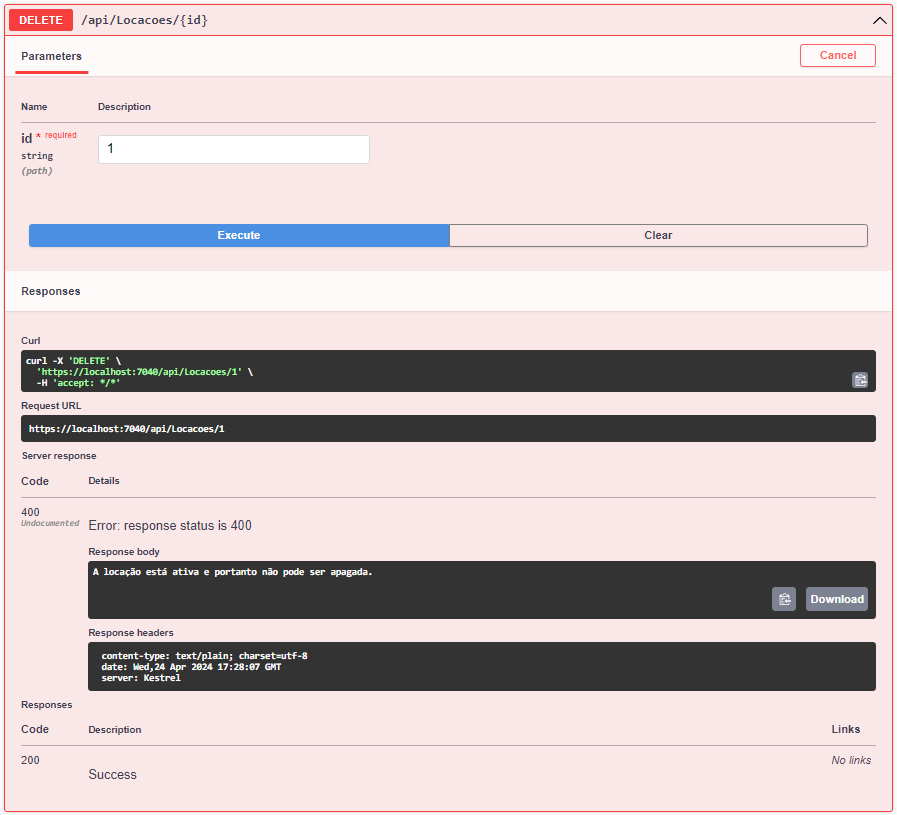 DELETE /api/Locacoes/{id}
Parameters
Cancel
Name Description
id * required
string
(path)
1
Execute
Clear
Responses
Curl
curl -X 'DELETE' \
'https://localhost:7040/api/Locacoes/1' \
-H 'accept: */*'
Request URL
https://localhost:7040/api/Locacoes/1
Server response
Code Details
400
Undocumented
Error: response status is 400
Response body
A locação está ativa e portanto não pode ser apagada.
Download
Response headers
content-type: text/plain; charset=utf-8
date: Wed,24 Apr 2024 17:28:07 GMT
server: Kestrel
Responses
Code Description Links
200 No links
Success